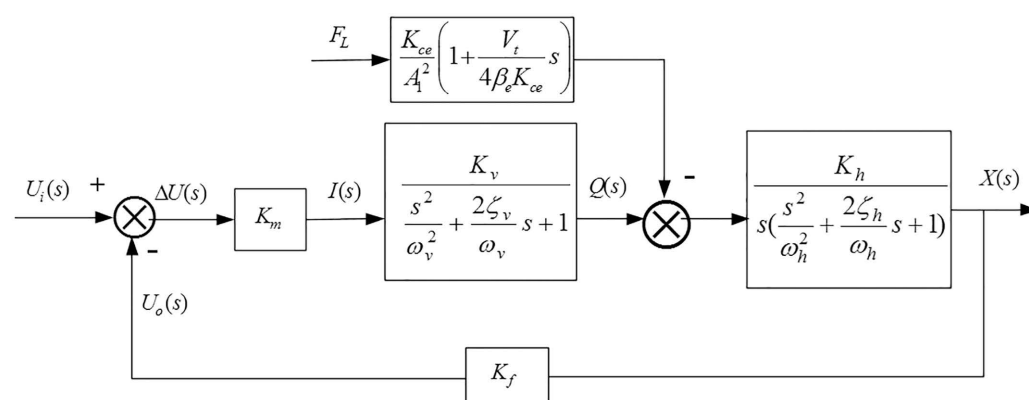 F_L
K_ce / A_1^2 (1 + V_t / 4β_e K_ce s)
-
U_i(s) + ΔU(s) K_m I(s) K_v / (s^2 / ω_v^2 + 2ζ_v / ω_v s + 1) Q(s) K_h / s(s^2 / ω_h^2 + 2ζ_h / ω_h s + 1) X(s)
-
U_o(s)
K_f